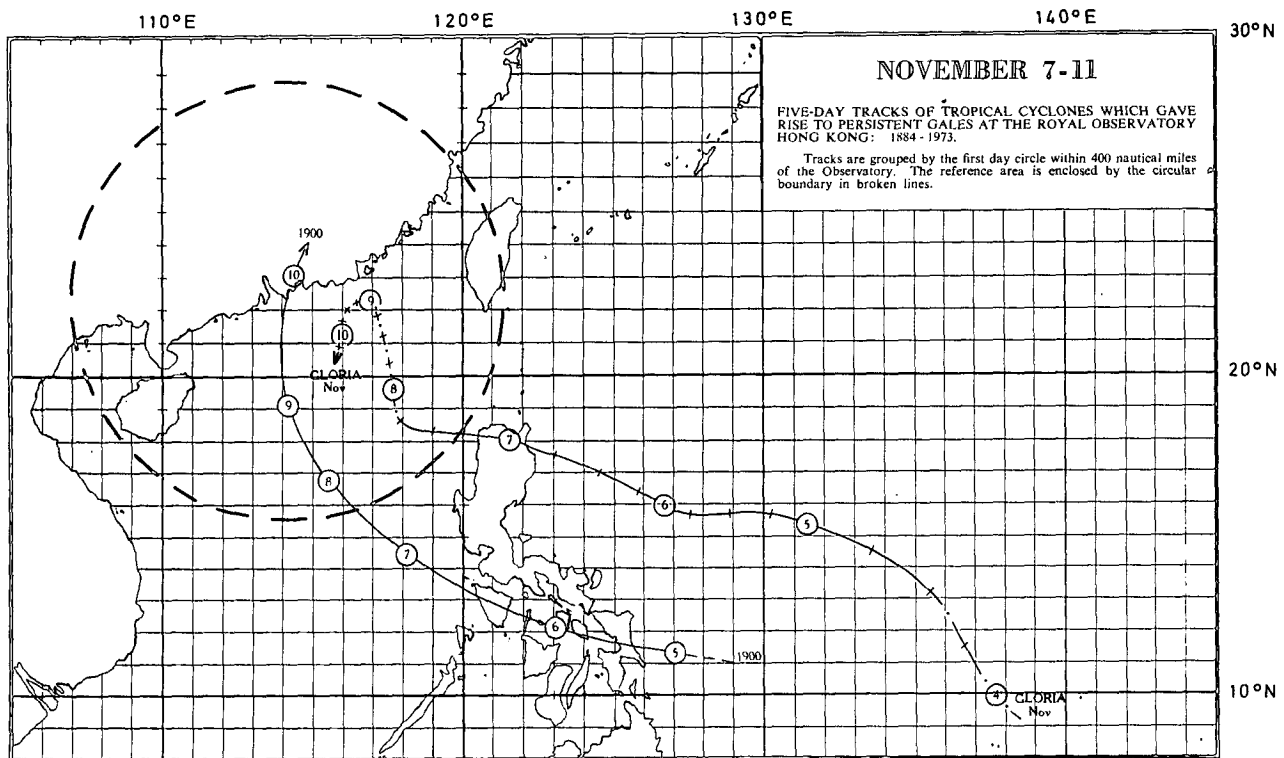 110°E 120°E 130°E 140°E
30°N
NOVEMBER 7-11
FIVE-DAY TRACKS OF TROPICAL CYCLONES WHICH GAVE
RISE TO PERSISTENT GALES AT THE ROYAL OBSERVATORY
HONG KONG: 1884-1973.
Tracks are grouped by the first day circle within 400 nautical miles
of the Observatory. The reference area is enclosed by the circular
boundary in broken lines.
1900
10
9
10
GLORIA
Nov
20°N
8
9
7
8
6
5
7
6
5
1900
4
GLORIA
Nov
10°N